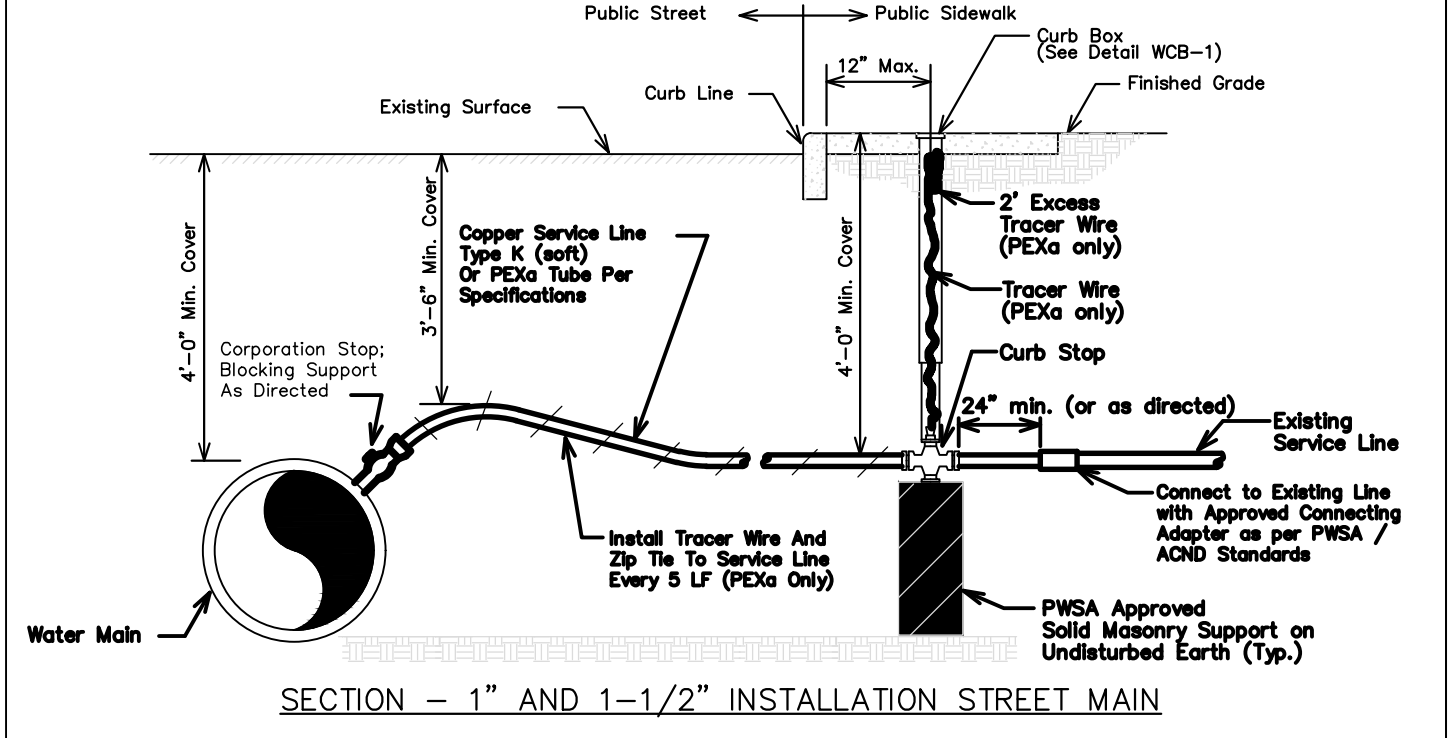 Public Street
Public Sidewalk
Curb Box
(See Detail WCB-1)
12" Max.
Finished Grade
Curb Line
Existing Surface
4'-0" Min. Cover
3'-6" Min. Cover
Copper Service Line
Type K (soft)
Or PEXa Tube Per
Specifications
4'-0" Min. Cover
2' Excess
Tracer Wire
(PEXa only)
Tracer Wire
(PEXa only)
Corporation Stop;
Blocking Support
As Directed
Curb Stop
24" min. (or as directed)
Existing
Service Line
Connect to Existing Line
with Approved Connecting
Adapter as per PWSA /
ACND Standards
Install Tracer Wire And
Zip Tie To Service Line
Every 5 LF (PEXa Only)
Water Main
PWSA Approved
Solid Masonry Support on
Undisturbed Earth (Typ.)
SECTION - 1" AND 1-1/2" INSTALLATION STREET MAIN